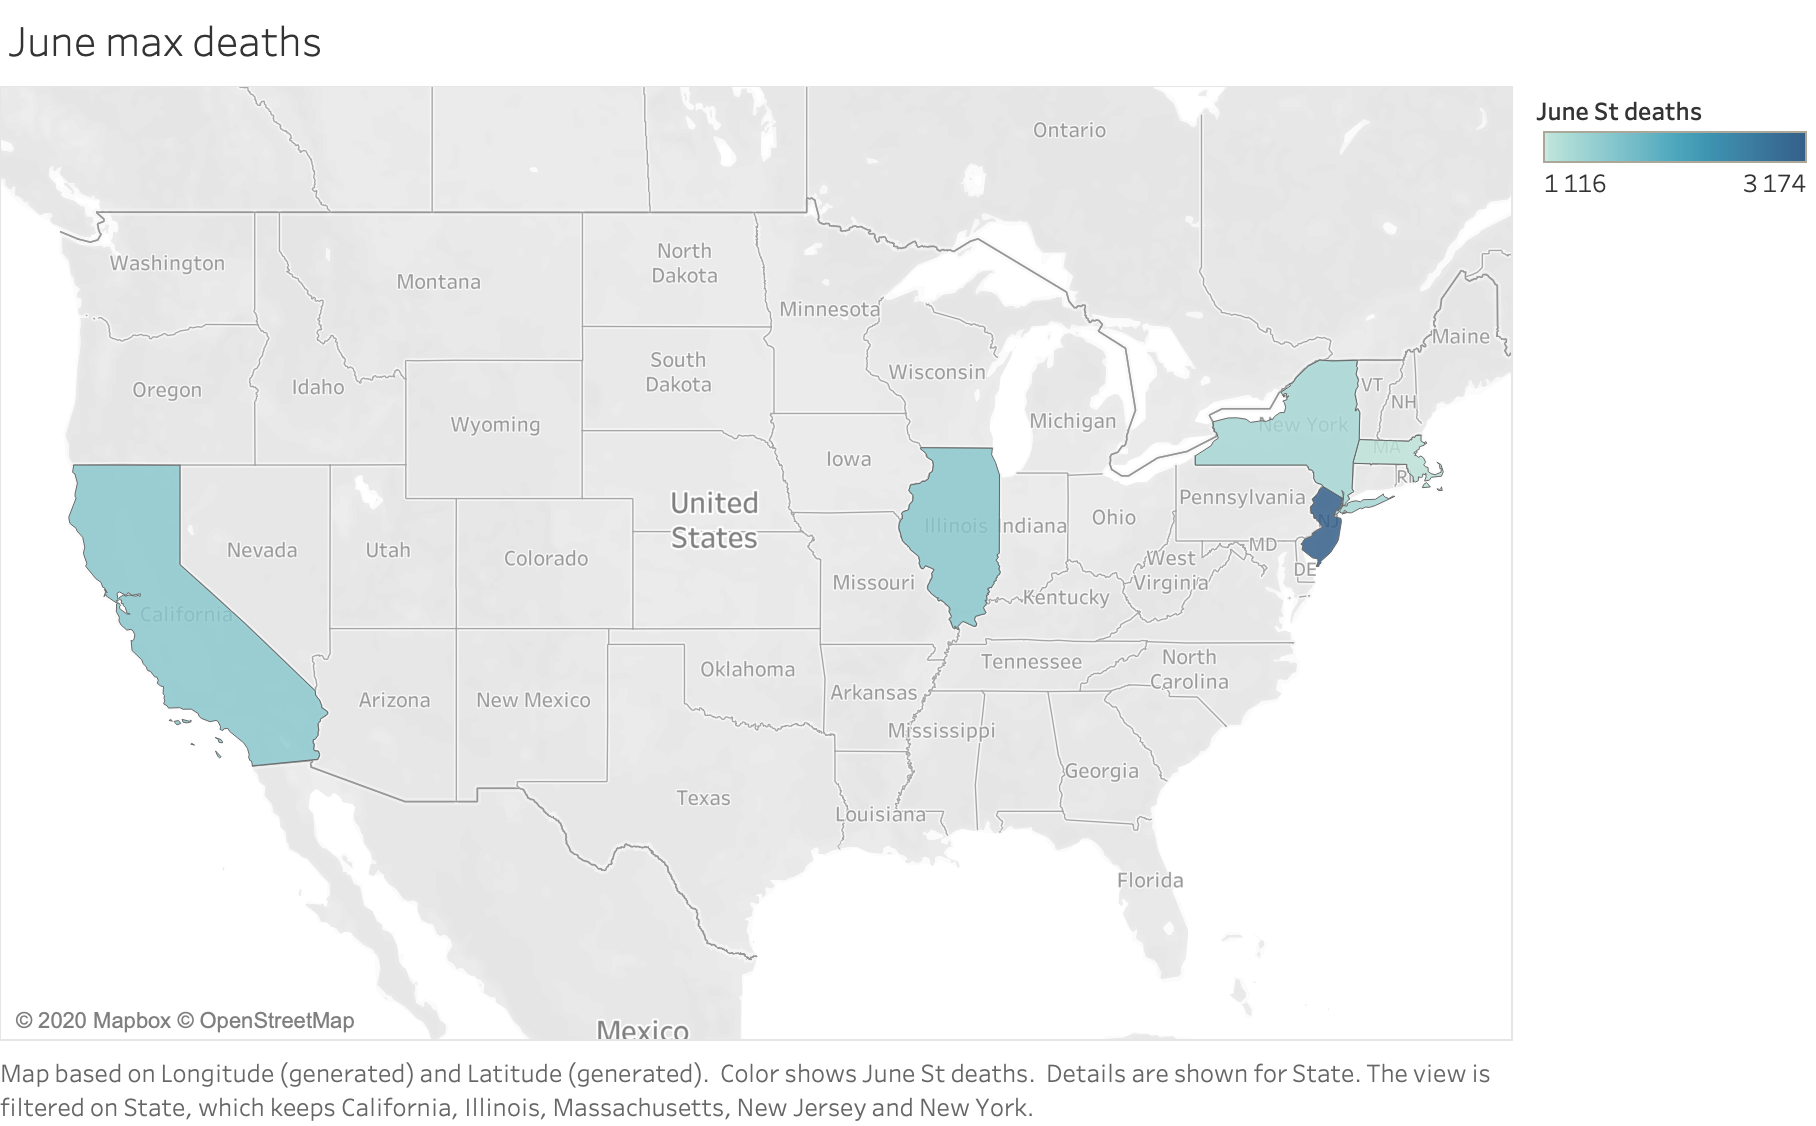 June max deaths
June St deaths
1 116 3 174
Ontario
Washington
Montana
North
Dakota
Minnesota
Maine
Oregon
Idaho
South
Dakota
Wisconsin
VT
NH
Wyoming
Michigan
New York
MA
Iowa
RI
United
States
Pennsylvania
Illinois
Indiana
Ohio
NJ
Nevada
Utah
Colorado
MD
West
Virginia
DE
Missouri
Kentucky
California
Oklahoma
Tennessee
North
Carolina
Arizona
New Mexico
Arkansas
Mississippi
Georgia
Texas
Louisiana
Florida
© 2020 Mapbox © OpenStreetMap
Mexico
Map based on Longitude (generated) and Latitude (generated).  Color shows June St deaths.  Details are shown for State. The view is
filtered on State, which keeps California, Illinois, Massachusetts, New Jersey and New York.